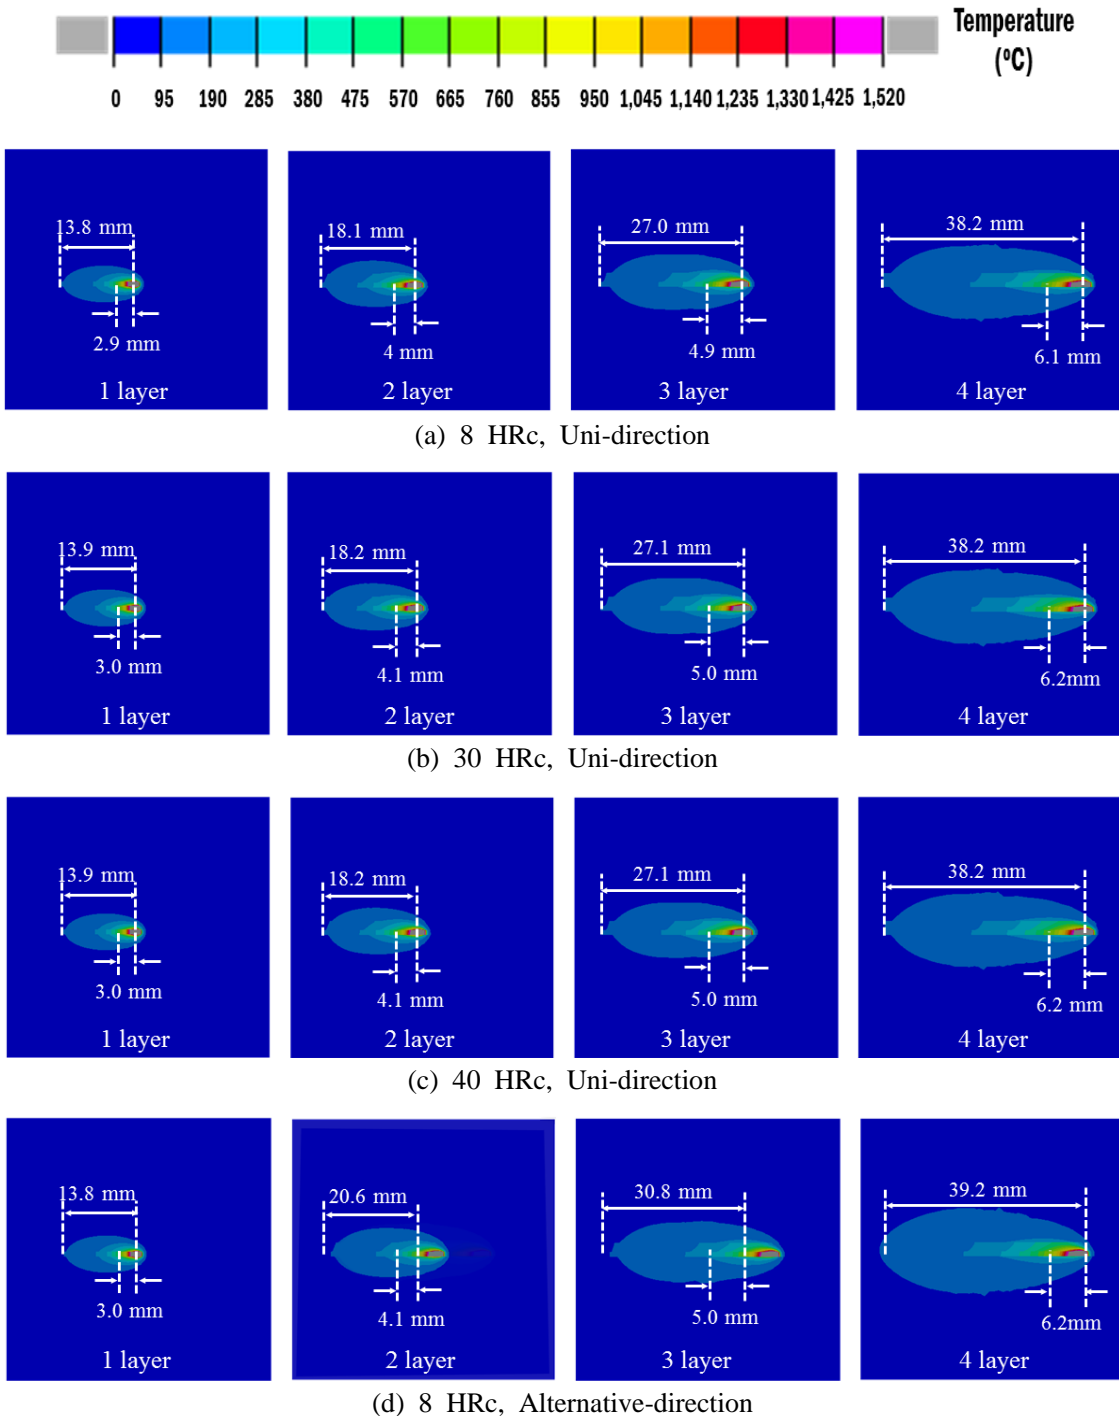 Temperature
(ºC)
0 95 190 285 380 475 570 665 760 855 950 1,045 1,140 1,235 1,330 1,425 1,520
13.8 mm 18.1 mm 27.0 mm 38.2 mm
2.9 mm 4 mm 4.9 mm 6.1 mm
1 layer 2 layer 3 layer 4 layer
(a) 8 HRc, Uni-direction
13.9 mm 18.2 mm 27.1 mm 38.2 mm
3.0 mm 4.1 mm 5.0 mm 6.2mm
1 layer 2 layer 3 layer 4 layer
(b) 30 HRc, Uni-direction
13.9 mm 18.2 mm 27.1 mm 38.2 mm
3.0 mm 4.1 mm 5.0 mm 6.2 mm
1 layer 2 layer 3 layer 4 layer
(c) 40 HRc, Uni-direction
13.8 mm 20.6 mm 30.8 mm 39.2 mm
3.0 mm 4.1 mm 5.0 mm 6.2mm
1 layer 2 layer 3 layer 4 layer
(d) 8 HRc, Alternative-direction